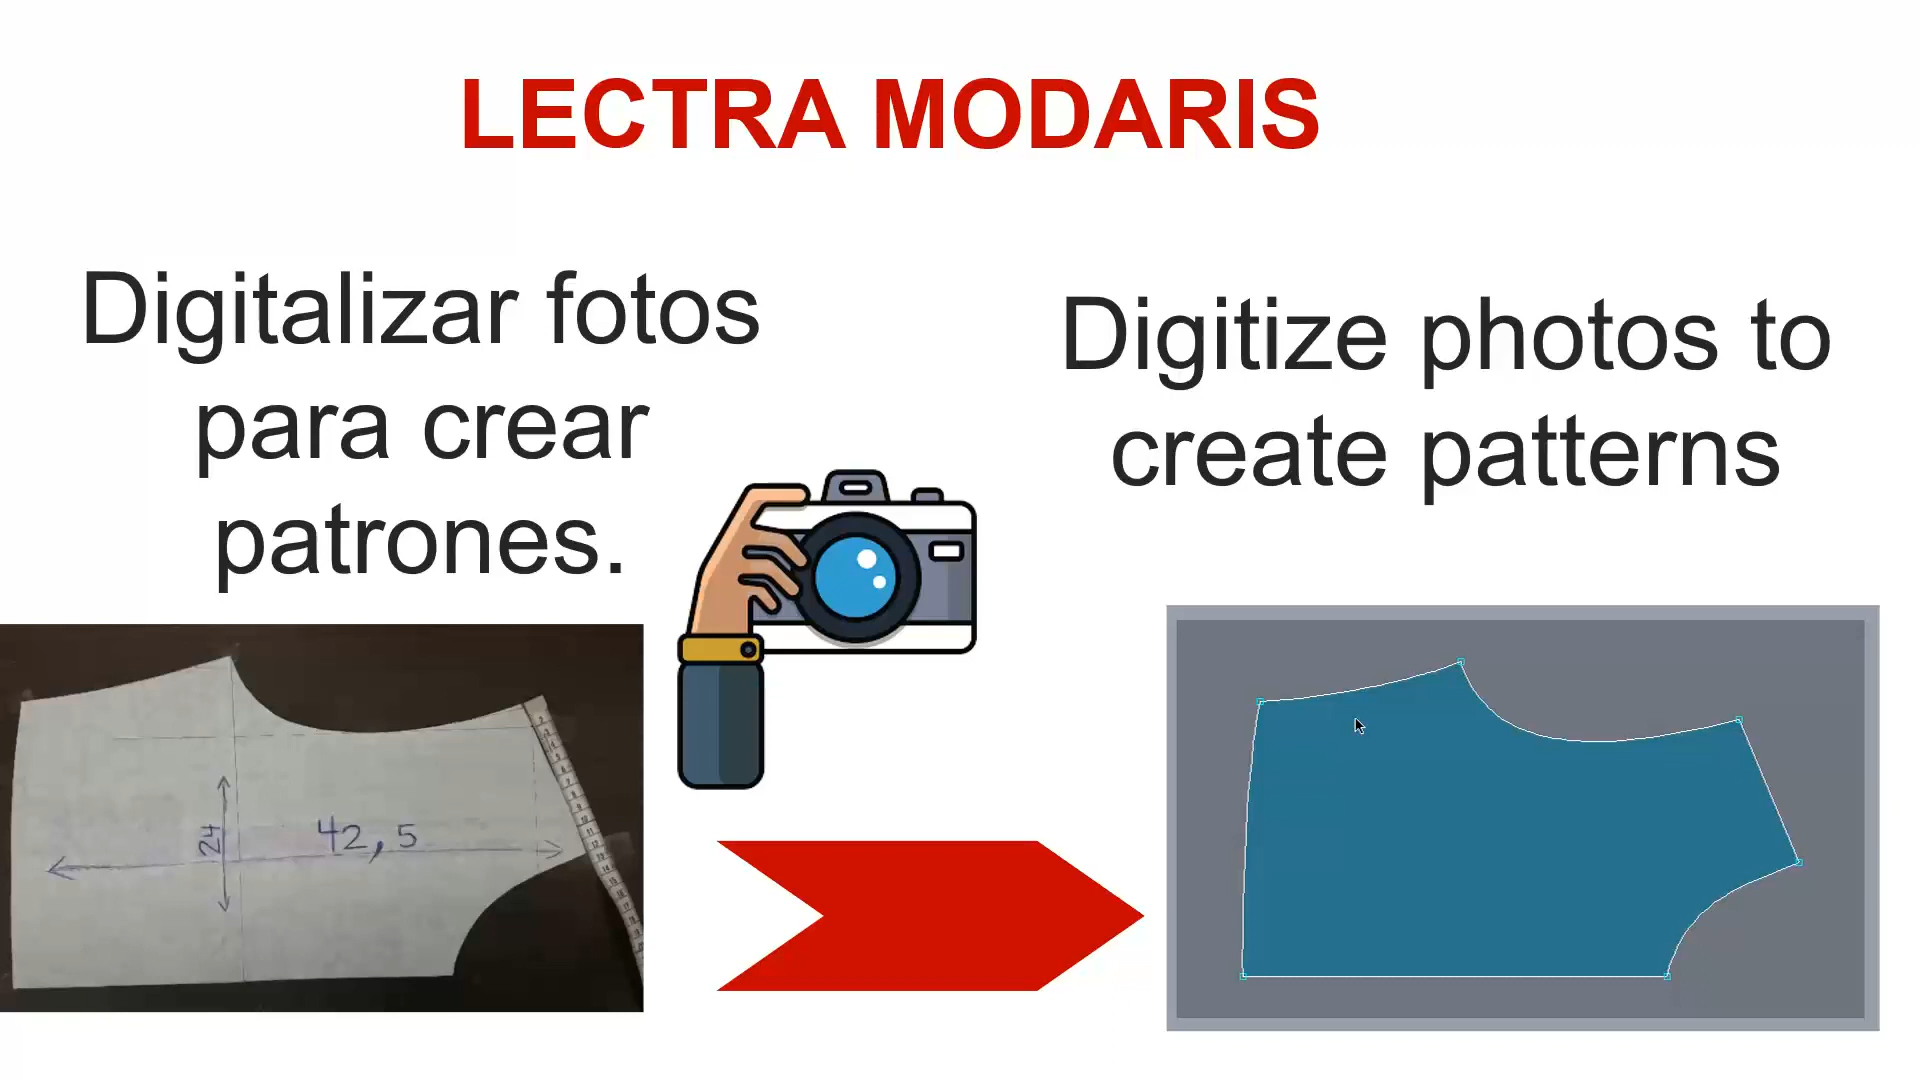 LECTRA MODARIS
Digitalizar fotos
para crear
patrones.
Digitize photos to
create patterns
24
42,5